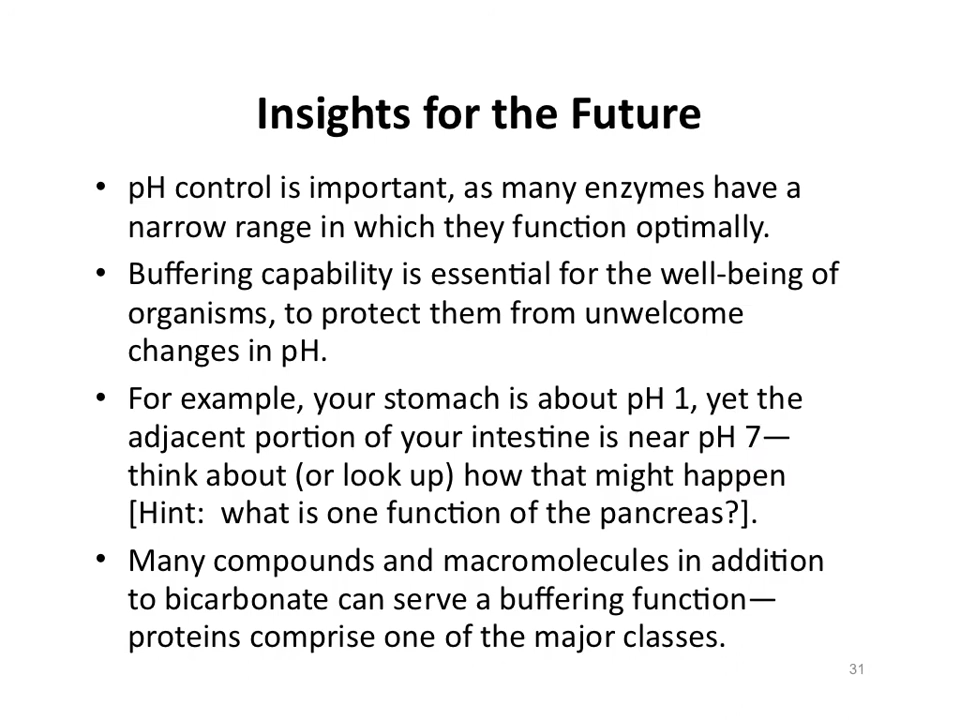 Insights for the Future
• pH control is important, as many enzymes have a
narrow range in which they function optimally.
• Buffering capability is essential for the well-being of
organisms, to protect them from unwelcome
changes in pH.
• For example, your stomach is about pH 1, yet the
adjacent portion of your intestine is near pH 7—
think about (or look up) how that might happen
[Hint:  what is one function of the pancreas?].
• Many compounds and macromolecules in addition
to bicarbonate can serve a buffering function—
proteins comprise one of the major classes.
31